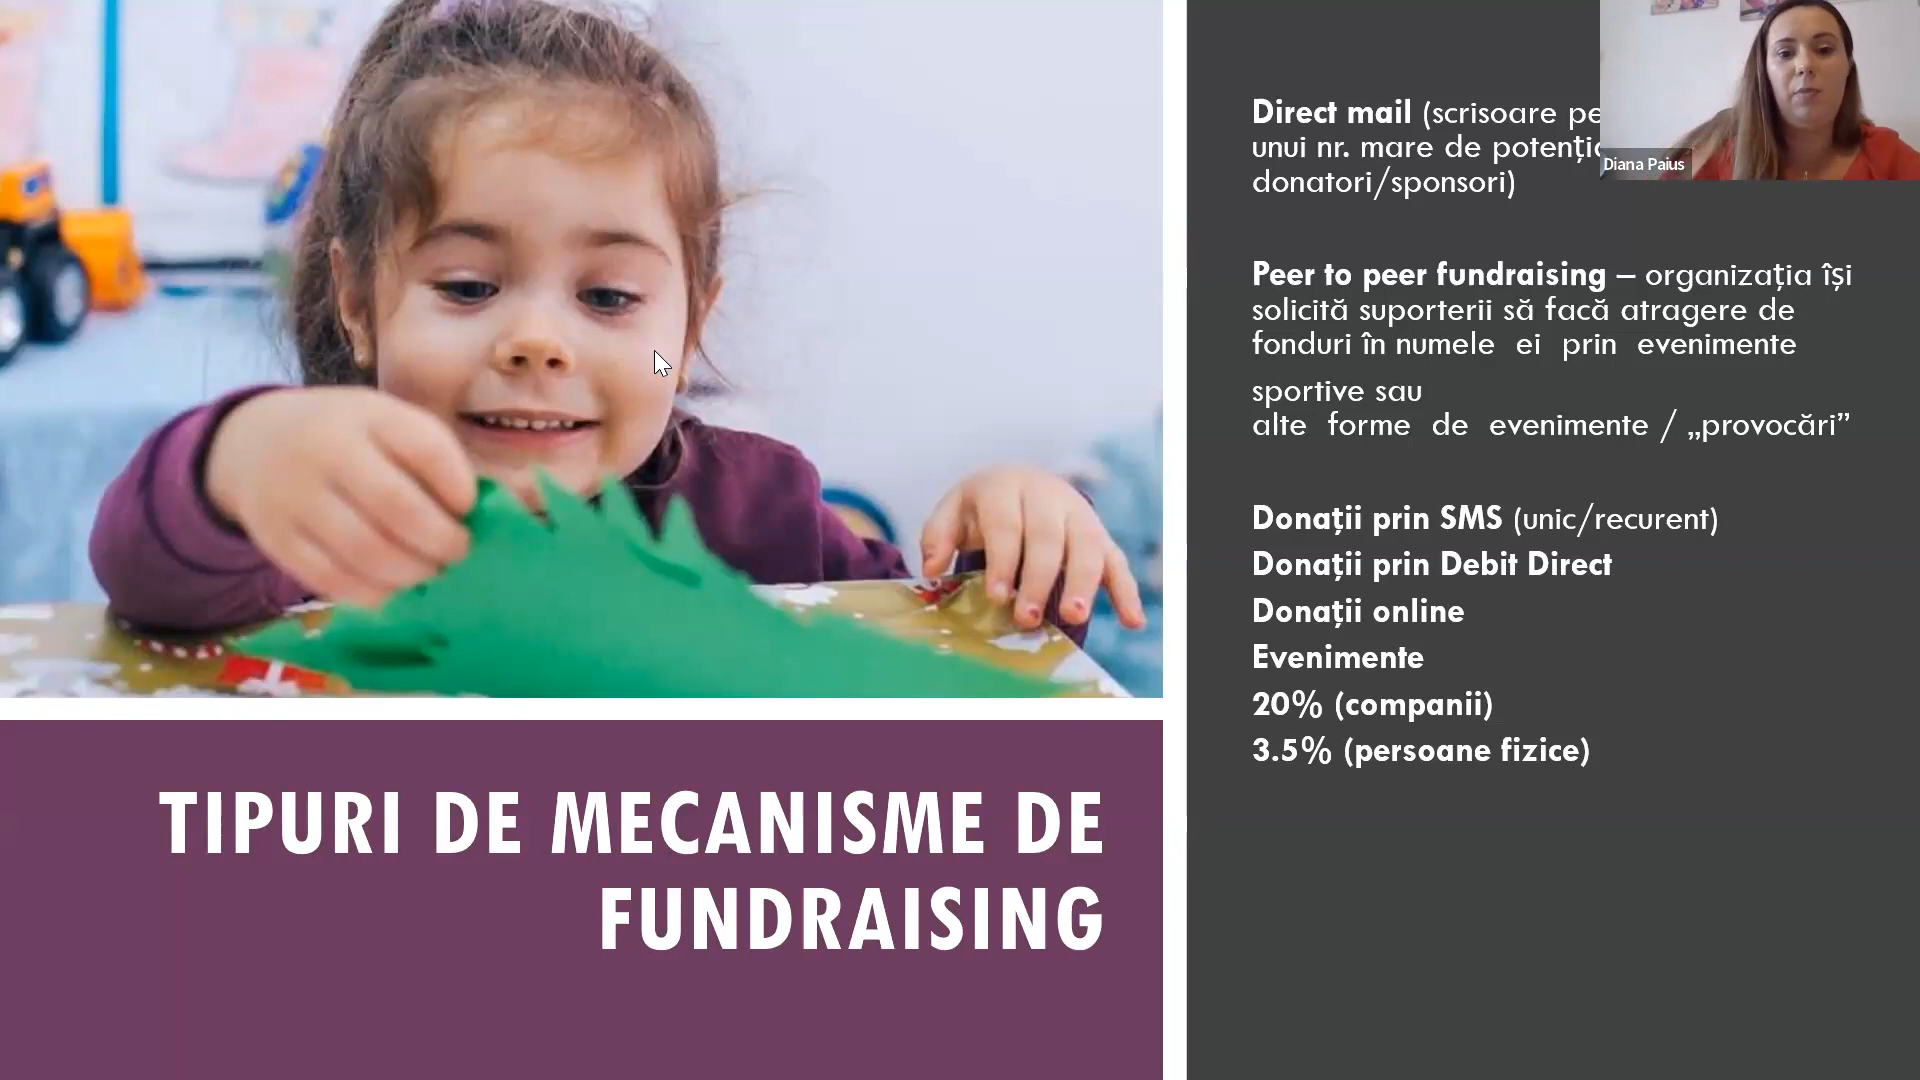 Direct mail (scrisoare
unui nr. mare de
donatori/sponsori)
Peer to peer fundraising – organizația își
solicită suporterii să facă atragere de
fonduri în numele ei prin evenimente
sportive sau
alte forme de evenimente / „provocări”
Donații prin SMS (unic/recurent)
Donații prin Debit Direct
Donații online
Evenimente
20% (companii)
3.5% (persoane fizice)
Diana Paius
TIPURI DE MECANISME DE
FUNDRAISING